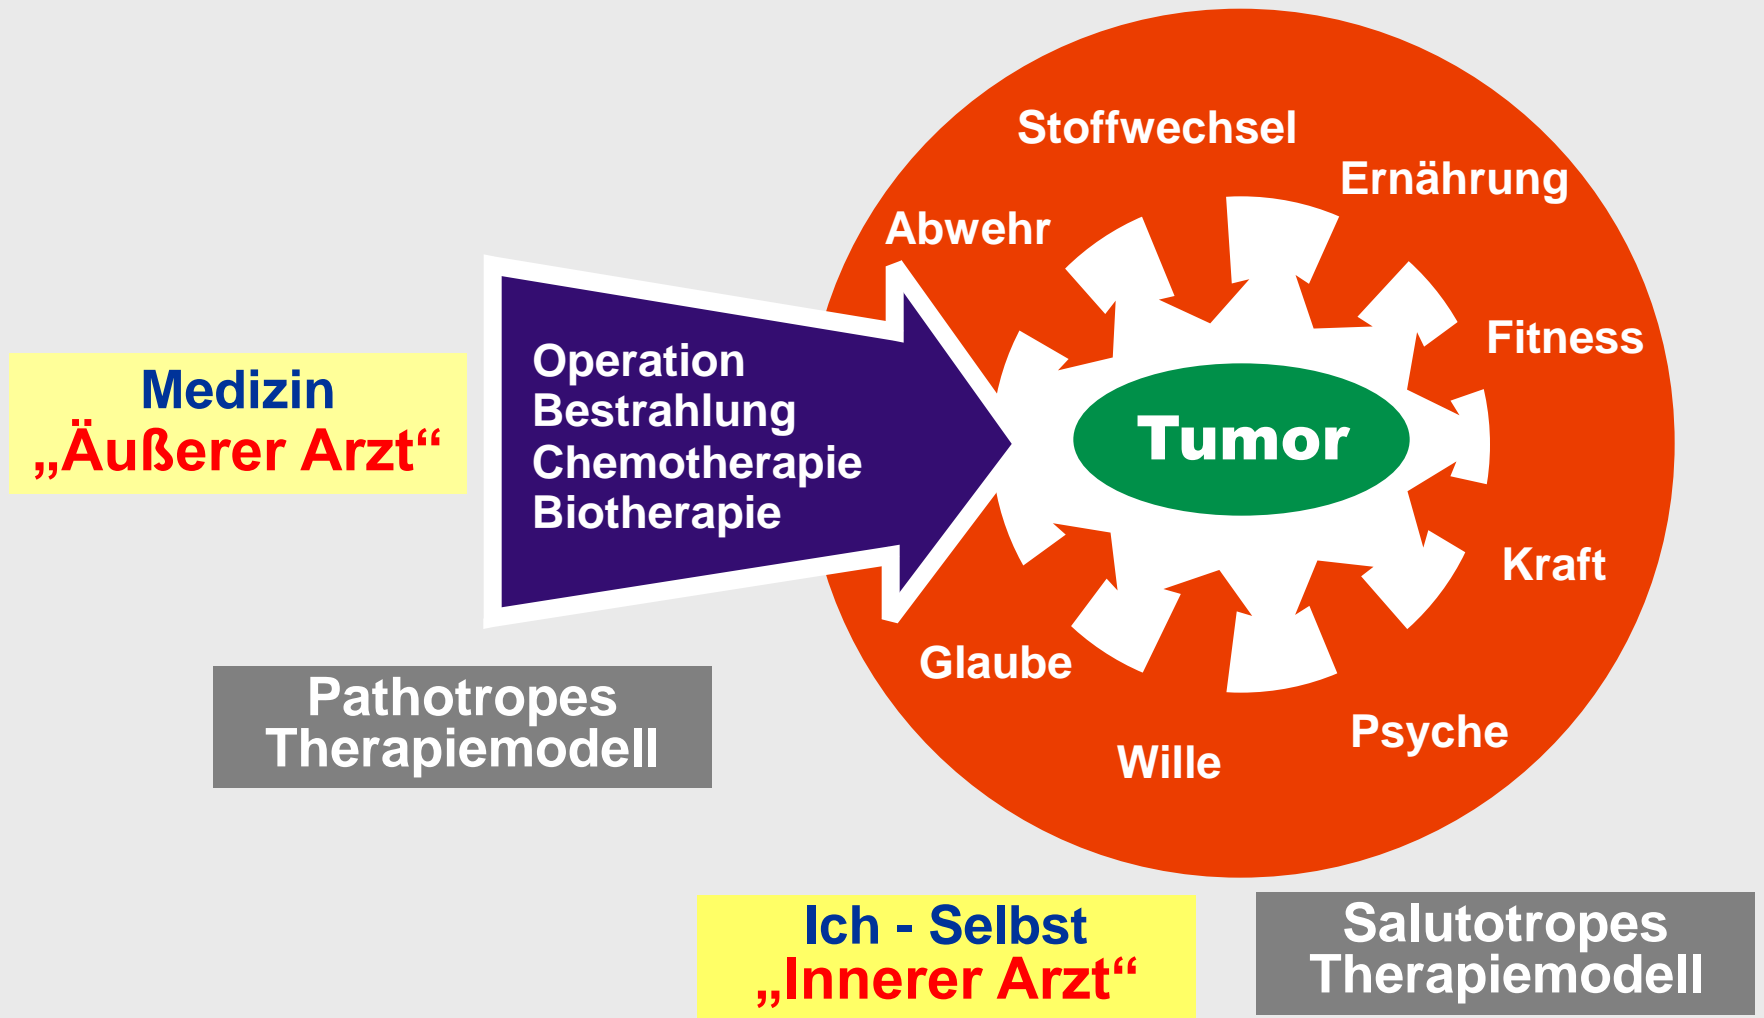 Stoffwechsel
Ernährung
Abwehr
Fitness
Operation
Bestrahlung
Chemotherapie
Biotherapie
Medizin
„Äußerer Arzt“
Tumor
Kraft
Glaube
Psyche
Wille
Pathotropes
Therapiemodell
Ich - Selbst
„Innerer Arzt“
Salutotropes
Therapiemodell